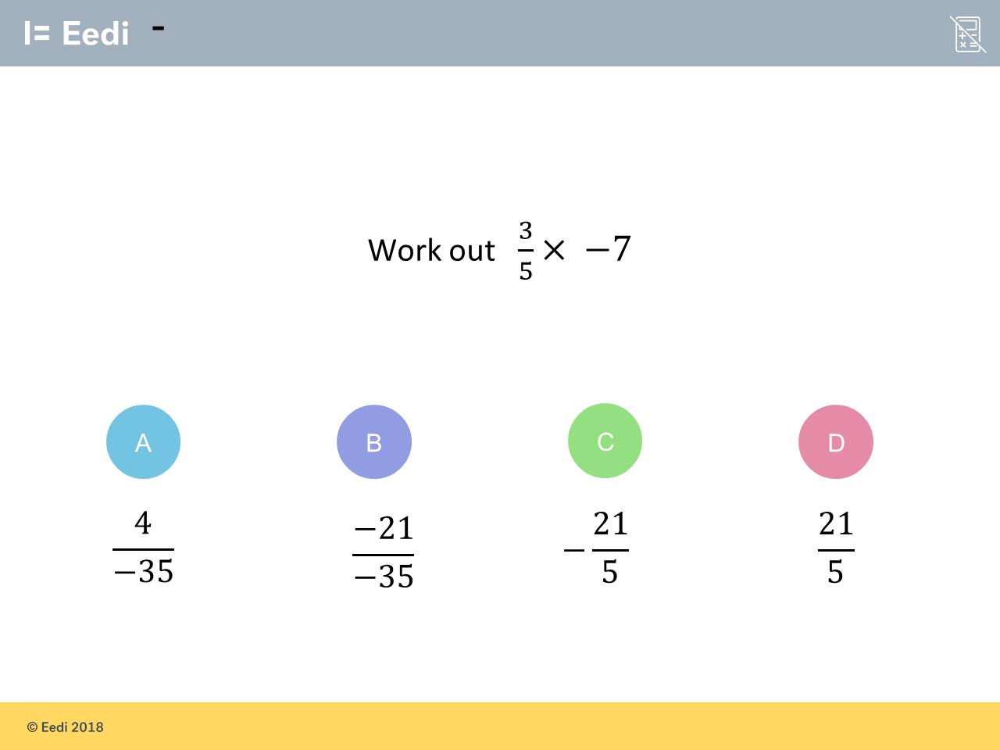 Eedi -
Work out 3/5 × −7
A B C D
4/−35 −21/−35 −21/5 21/5
© Eedi 2018